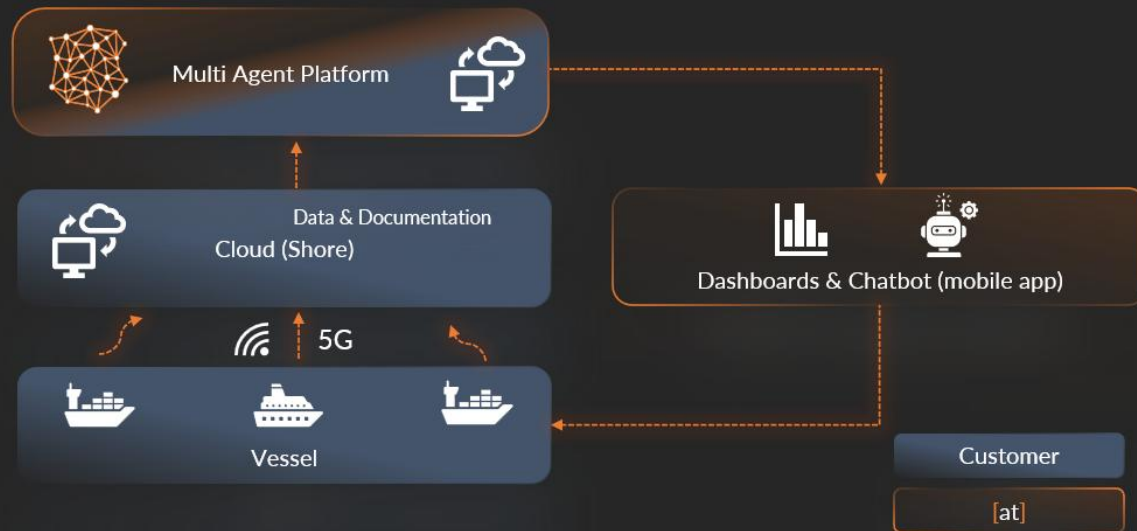 Multi Agent Platform
Data & Documentation
Cloud (Shore)
5G
Vessel
Dashboards & Chatbot (mobile app)
Customer
[at]